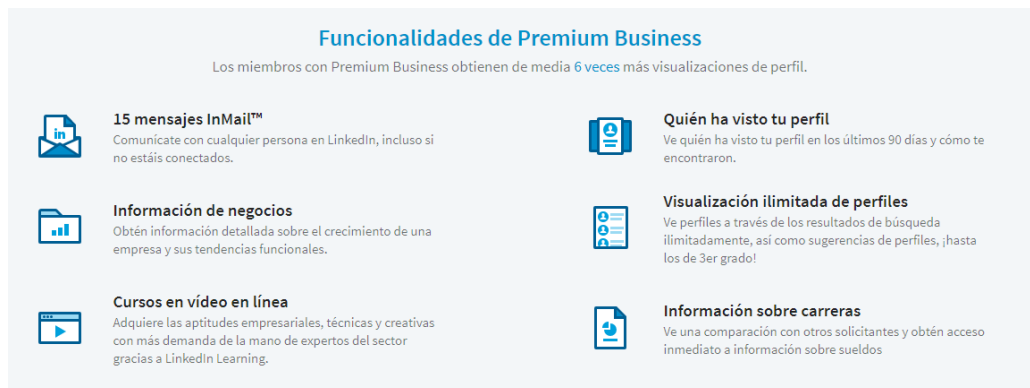 Funcionalidades de Premium Business
Los miembros con Premium Business obtienen de media 6 veces más visualizaciones de perfil.
in
15 mensajes InMail™
Comunícate con cualquier persona en LinkedIn, incluso si
no estáis conectados.
Información de negocios
Obtén información detallada sobre el crecimiento de una
empresa y sus tendencias funcionales.
Cursos en vídeo en línea
Adquiere las aptitudes empresariales, técnicas y creativas
con más demanda de la mano de expertos del sector
gracias a LinkedIn Learning.
Quién ha visto tu perfil
Ve quién ha visto tu perfil en los últimos 90 días y cómo te
encontraron.
Visualización ilimitada de perfiles
Ve perfiles a través de los resultados de búsqueda
ilimitadamente, así como sugerencias de perfiles, ¡hasta
los de 3er grado!
Información sobre carreras
Ve una comparación con otros solicitantes y obtén acceso
inmediato a información sobre sueldos